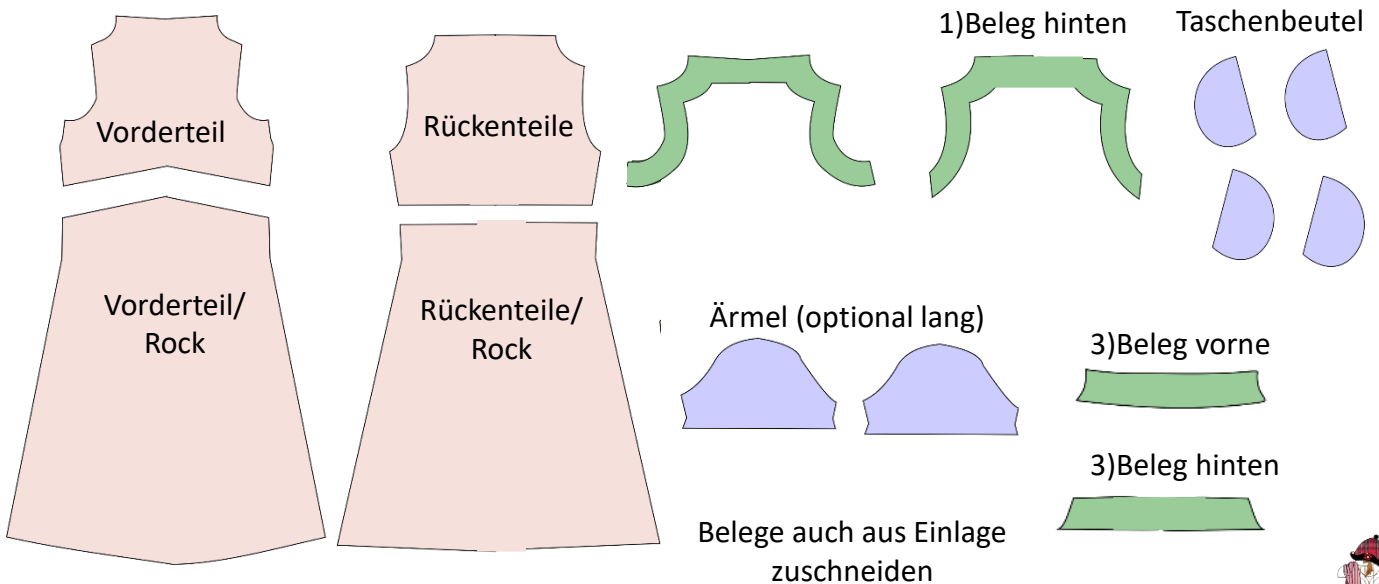 1)Beleg hinten
Taschenbeutel
Vorderteil
Rückenteile
Vorderteil/
Rock
Rückenteile/
Rock
Ärmel (optional lang)
3)Beleg vorne
3)Beleg hinten
Belege auch aus Einlage
zuschneiden